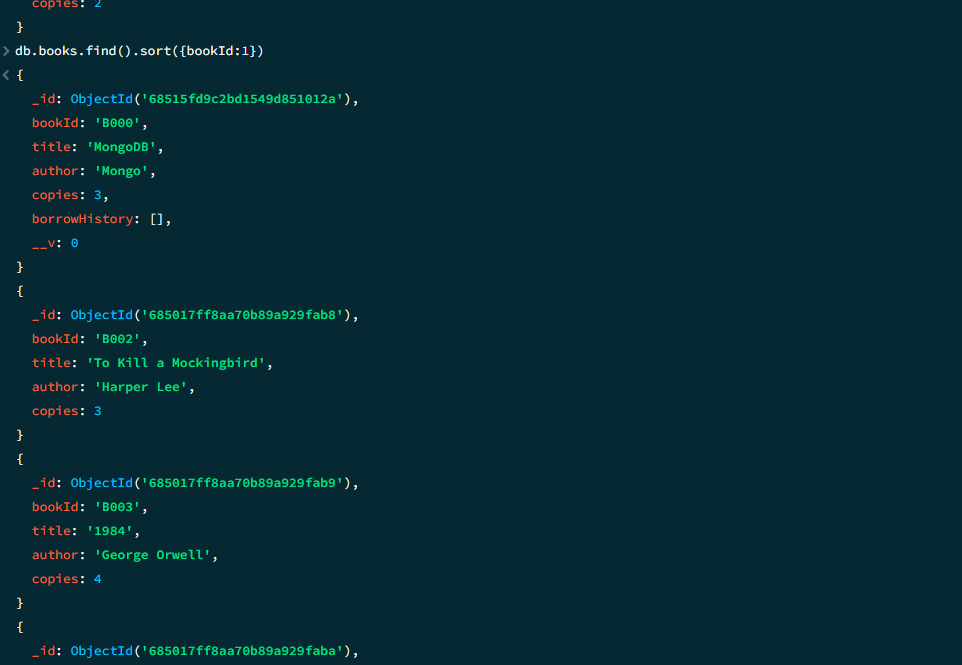 copies: 2
}
> db.books.find().sort({bookId:1})
< {
_id: ObjectId('68515fd9c2bd1549d851012a'),
bookId: 'B000',
title: 'MongoDB',
author: 'Mongo',
copies: 3,
borrowHistory: [],
__v: 0
}
{
_id: ObjectId('685017ff8aa70b89a929fab8'),
bookId: 'B002',
title: 'To Kill a Mockingbird',
author: 'Harper Lee',
copies: 3
}
{
_id: ObjectId('685017ff8aa70b89a929fab9'),
bookId: 'B003',
title: '1984',
author: 'George Orwell',
copies: 4
}
{
_id: ObjectId('685017ff8aa70b89a929faba'),